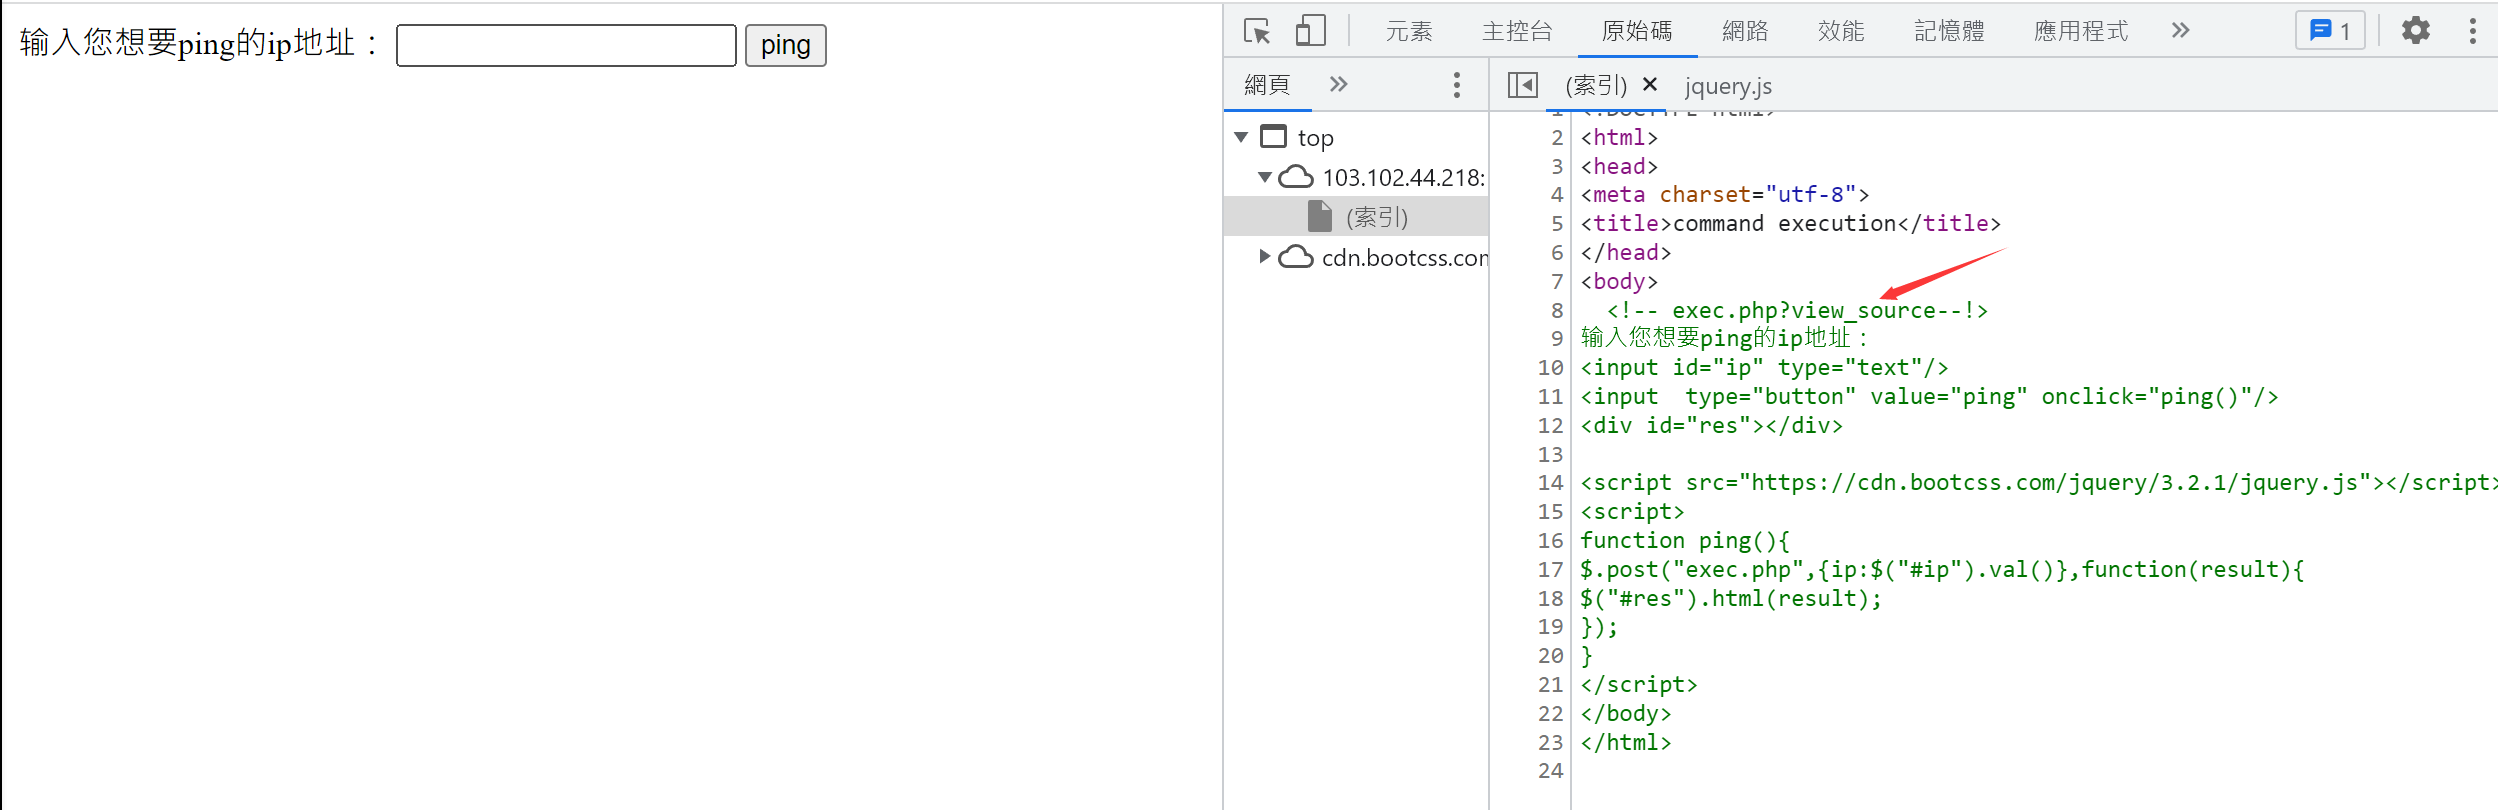 输入您想要ping的ip地址： ping
元素 主控台 原始碼 網路 效能 記憶體 應用程式 » 1
網頁 »
(索引) × jquery.js
top
103.102.44.218:
(索引)
cdn.bootcss.com
1 <!DOCTYPE html>
2 <html>
3 <head>
4 <meta charset="utf-8">
5 <title>command execution</title>
6 </head>
7 <body>
8   <!-- exec.php?view_source--!>
9 输入您想要ping的ip地址：
10 <input id="ip" type="text"/>
11 <input  type="button" value="ping" onclick="ping()"/>
12 <div id="res"></div>
13
14 <script src="https://cdn.bootcss.com/jquery/3.2.1/jquery.js"></script>
15 <script>
16 function ping(){
17 $.post("exec.php",{ip:$("#ip").val()},function(result){
18 $("#res").html(result);
19 });
20 }
21 </script>
22 </body>
23 </html>
24